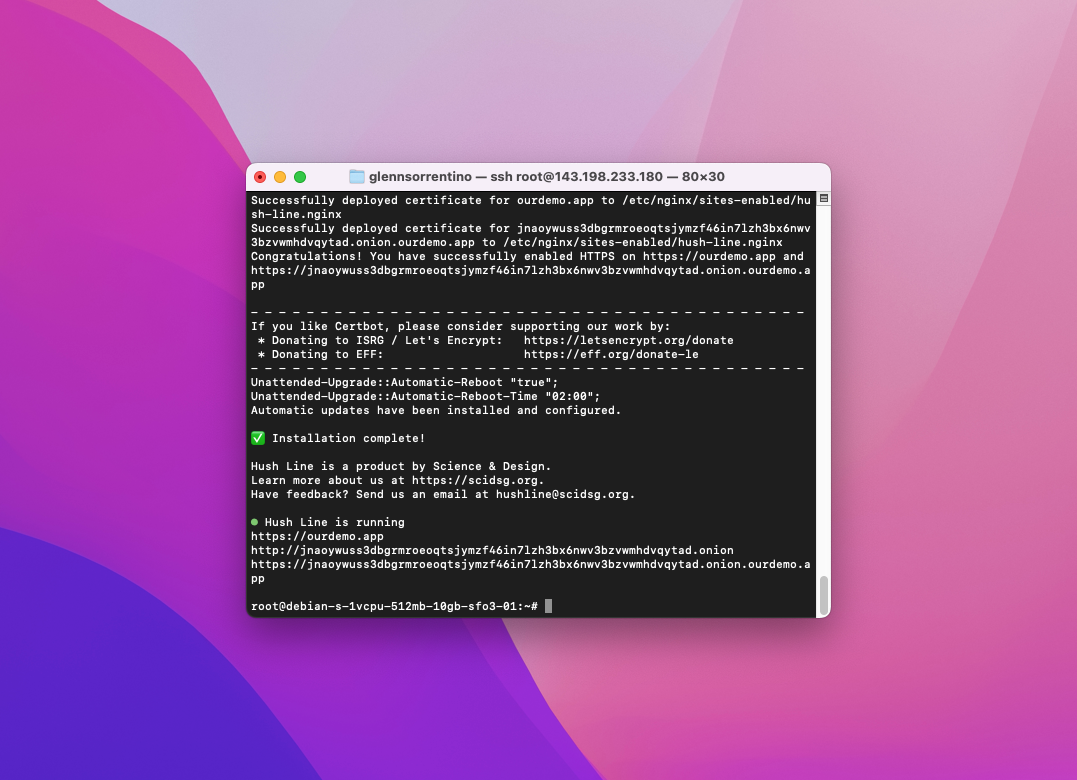 glennsorrentino — ssh root@143.198.233.180 — 80×30
Successfully deployed certificate for ourdemo.app to /etc/nginx/sites-enabled/hu
sh-line.nginx
Successfully deployed certificate for jnaoywuss3dbgrmroeoqtsjymzf46in7lzh3bx6nwv
3bzvwmhdvqytad.onion.ourdemo.app to /etc/nginx/sites-enabled/hush-line.nginx
Congratulations! You have successfully enabled HTTPS on https://ourdemo.app and
https://jnaoywuss3dbgrmroeoqtsjymzf46in7lzh3bx6nwv3bzvwmhdvqytad.onion.ourdemo.a
pp
- - - - - - - - - - - - - - - - - - - - - - - - - - - - - - - - - - - - - - - -
If you like Certbot, please consider supporting our work by:
* Donating to ISRG / Let's Encrypt:   https://letsencrypt.org/donate
* Donating to EFF:                    https://eff.org/donate-le
- - - - - - - - - - - - - - - - - - - - - - - - - - - - - - - - - - - - - - - -
Unattended-Upgrade::Automatic-Reboot "true";
Unattended-Upgrade::Automatic-Reboot-Time "02:00";
Automatic updates have been installed and configured.
✅ Installation complete!
Hush Line is a product by Science & Design.
Learn more about us at https://scidsg.org.
Have feedback? Send us an email at hushline@scidsg.org.
● Hush Line is running
https://ourdemo.app
http://jnaoywuss3dbgrmroeoqtsjymzf46in7lzh3bx6nwv3bzvwmhdvqytad.onion
https://jnaoywuss3dbgrmroeoqtsjymzf46in7lzh3bx6nwv3bzvwmhdvqytad.onion.ourdemo.a
pp
root@debian-s-1vcpu-512mb-10gb-sfo3-01:~#